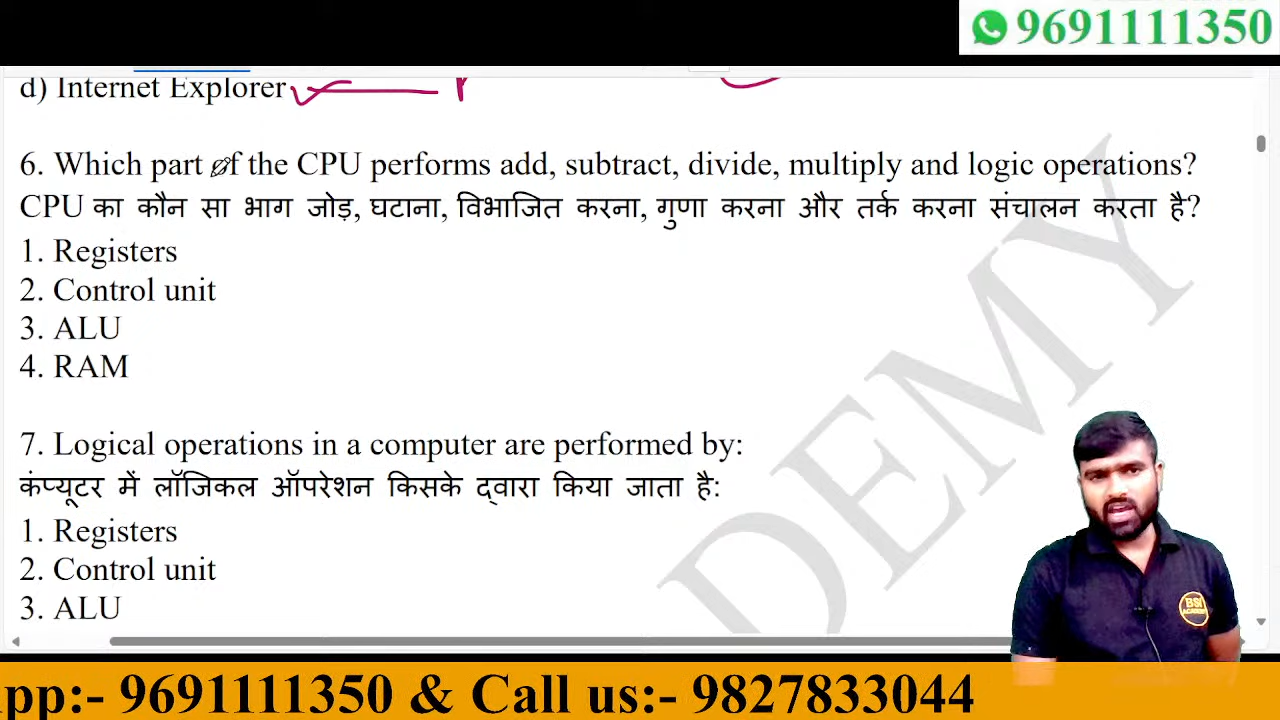 9691111350
d) Internet Explorer
6. Which part of the CPU performs add, subtract, divide, multiply and logic operations?
CPU का कौन सा भाग जोड़, घटाना, विभाजित करना, गुणा करना और तर्क करना संचालन करता है?
1. Registers
2. Control unit
3. ALU
4. RAM
7. Logical operations in a computer are performed by:
कंप्यूटर में लॉजिकल ऑपरेशन किसके द्वारा किया जाता है:
1. Registers
2. Control unit
3. ALU
DEMY
BSI
pp:- 9691111350 & Call us:- 9827833044